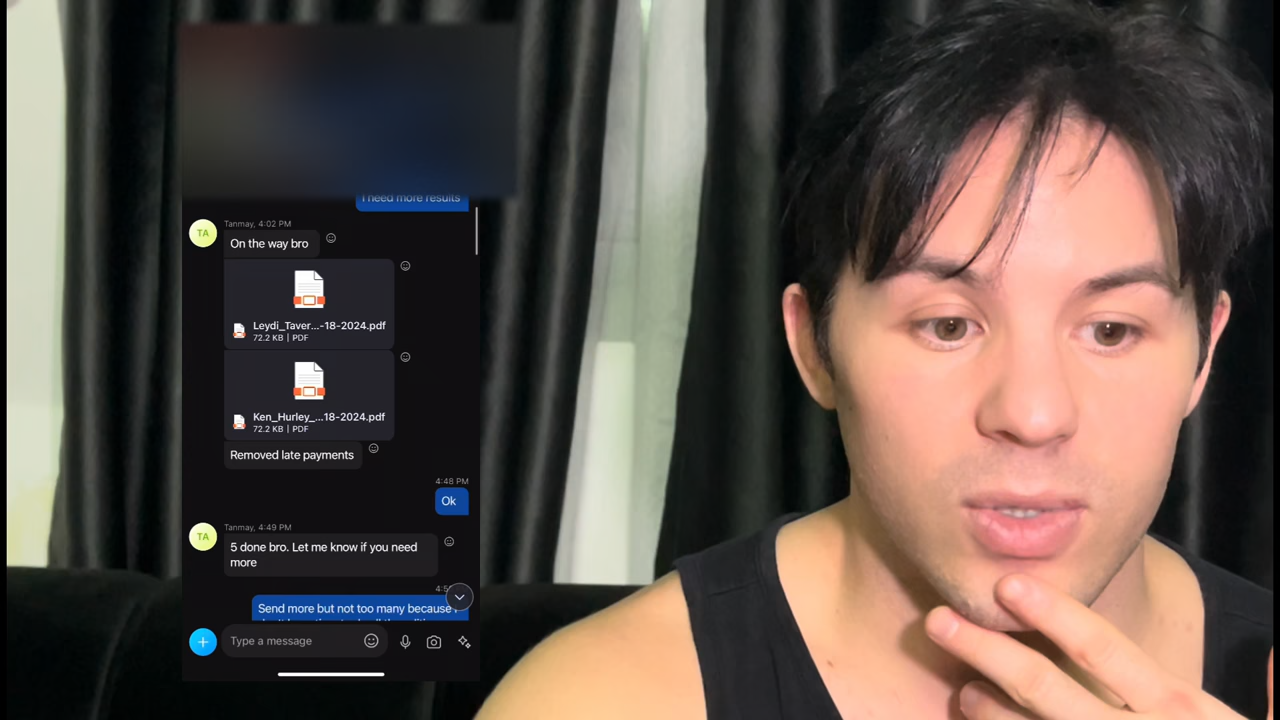 I need more results
Tanmay, 4:02 PM
TA
On the way bro
Leydi_Taver...-18-2024.pdf
72.2 KB | PDF
Ken_Hurley_...18-2024.pdf
72.2 KB | PDF
Removed late payments
4:48 PM
Ok
Tanmay, 4:49 PM
TA
5 done bro. Let me know if you need
more
Send more but not too many because I
Type a message